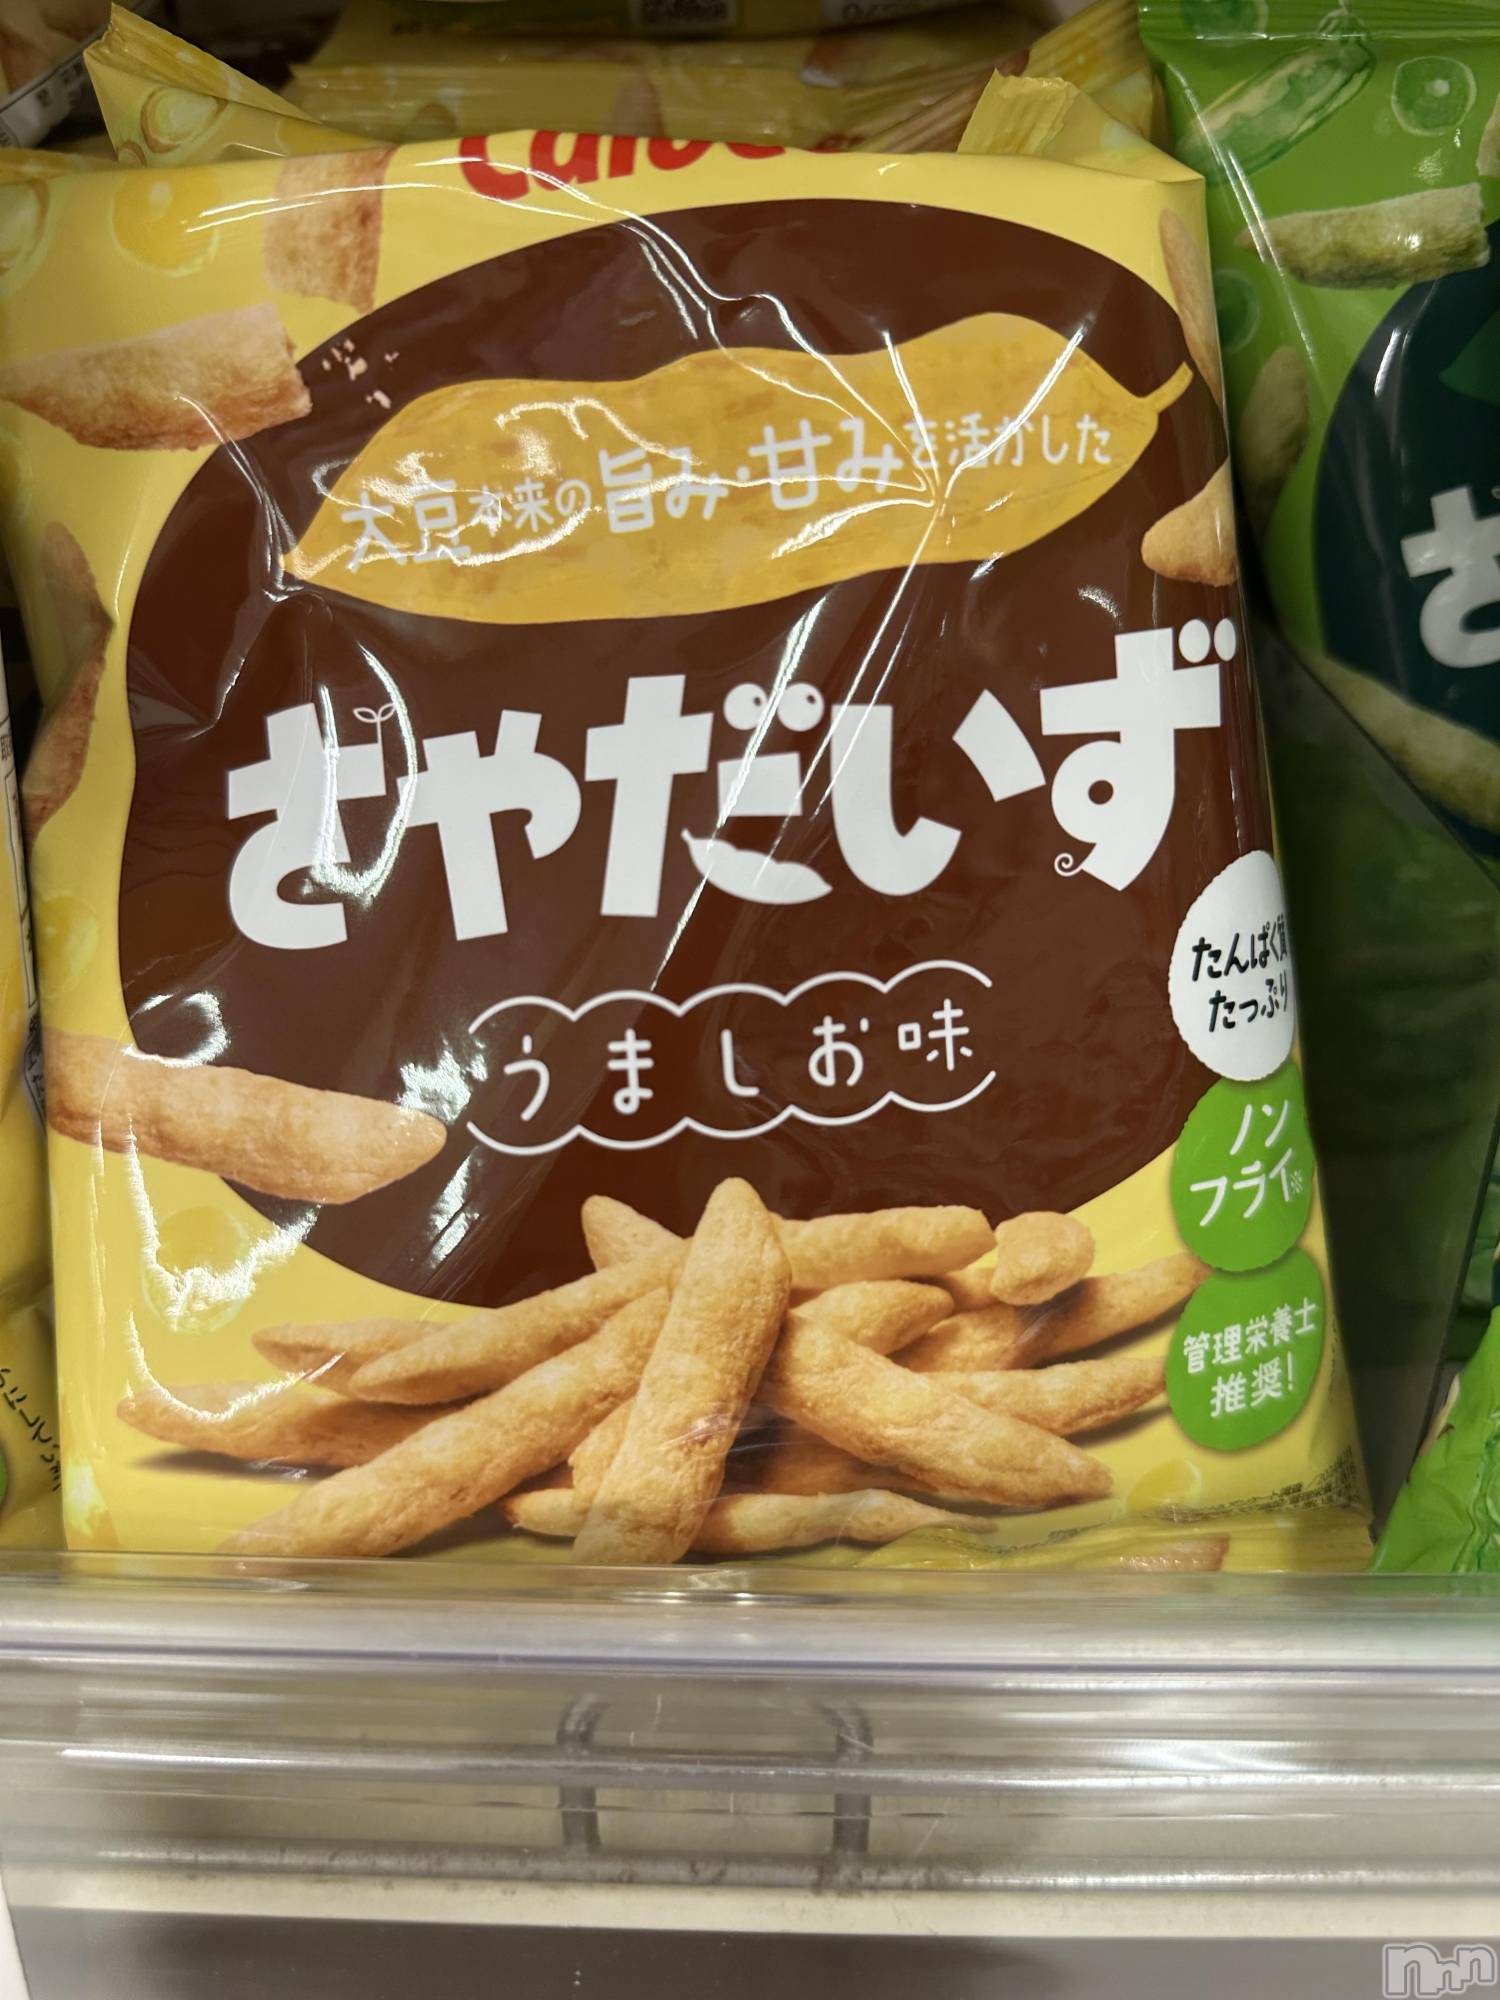 大豆本来の旨み・甘みを活かした
さやだいず
うましお味
たんぱく質
たっぷり
ノン
フライ※
管理栄養士
推奨!
さ
nnn